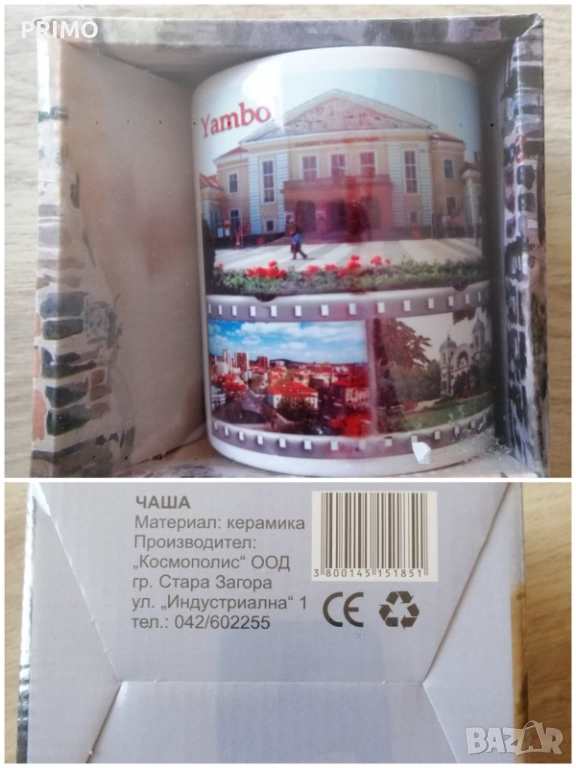 PRIMO
Yambol
ЧАША
Материал: керамика
Производител:
„Космополис“ ООД
гр. Стара Загора
ул. „Индустриална“ 1
тел.: 042/602255
3 800145 151851
CE
BAZAR